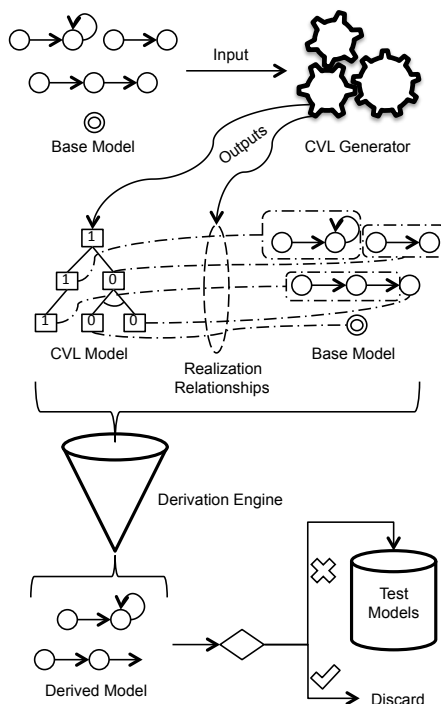 Input
Base Model
CVL Generator
Outputs
1
1
0
1
0
0
CVL Model
Realization
Relationships
Base Model
Derivation Engine
Test
Models
Derived Model
Discard